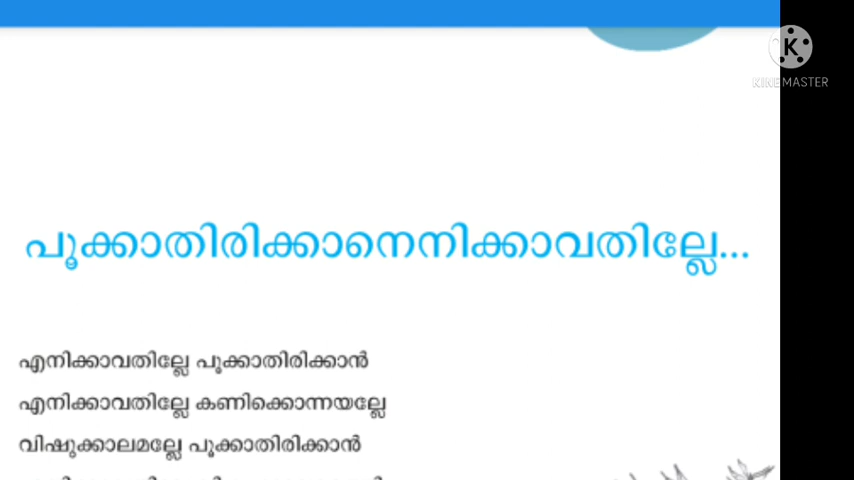 KINEMASTER
പൂക്കാതിരിക്കാനെനിക്കാവതില്ലേ...
എനിക്കാവതില്ലേ പൂക്കാതിരിക്കാൻ
എനിക്കാവതില്ലേ കണിക്കൊന്നയല്ലേ
വിഷുക്കാലമല്ലേ പൂക്കാതിരിക്കാൻ